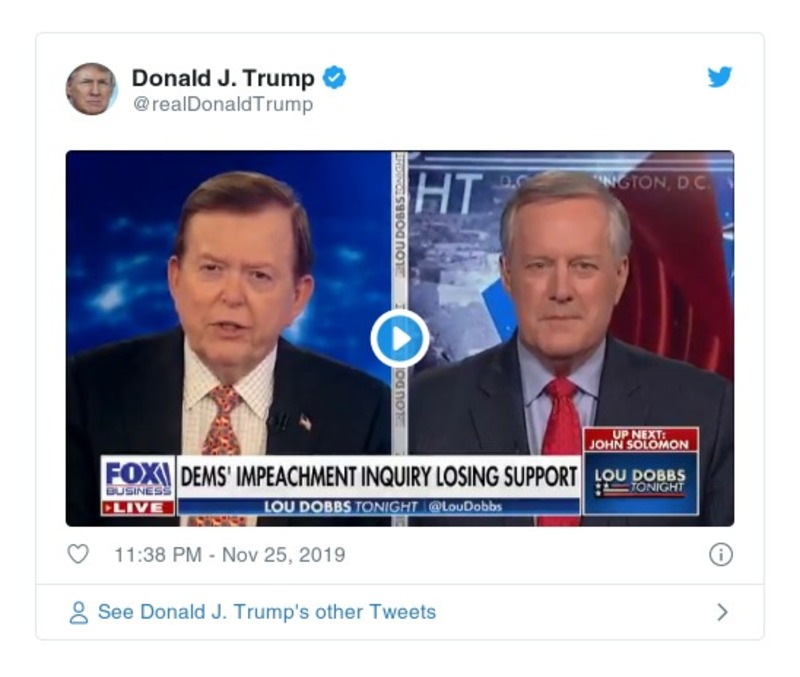 Donald J. Trump
@realDonaldTrump
HT
D.C.
NGTON, D.C.
LOU DOBBS TONIGHT
LOU DO
UP NEXT:
JOHN SOLOMON
FOX
BUSINESS
LIVE
DEMS' IMPEACHMENT INQUIRY LOSING SUPPORT
LOU DOBBS TONIGHT @LouDobbs
LOU DOBBS
TONIGHT
11:38 PM - Nov 25, 2019
See Donald J. Trump's other Tweets